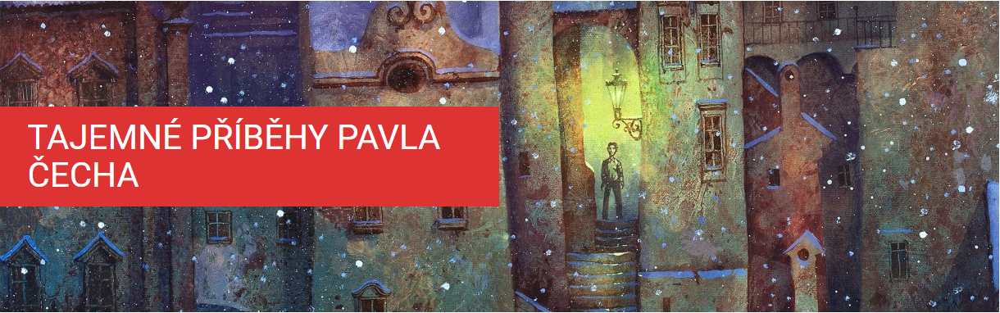 TAJEMNÉ PŘÍBĚHY PAVLA
ČECHA